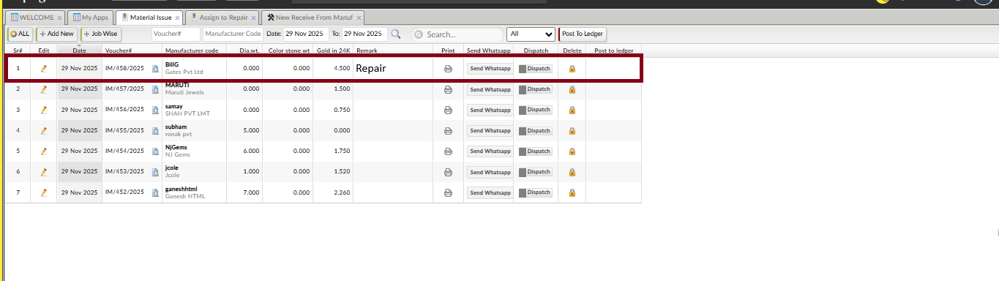 WELCOME × My Apps Material Issue × Assign to Repair × New Receive From Manuf ×
ALL + Add New + Job Wise Voucher# Manufacturer Code Date: 29 Nov 2025 To: 29 Nov 2025 Search... All Post To Ledger
Sr# Edit Date Voucher# Manufacturer code Dia.wt. Color stone wt Gold in 24K Remark Print Send Whatsapp Dispatch Delete Post to ledger
1 29 Nov 2025 IM/458/2025 BillG 0.000 0.000 4.500 Repair Send Whatsapp Dispatch
Gates Pvt Ltd
2 29 Nov 2025 IM/457/2025 MARUTI 0.000 0.000 1.500 Send Whatsapp Dispatch
Maruti Jewels
3 29 Nov 2025 IM/456/2025 samay 0.000 0.000 0.750 Send Whatsapp Dispatch
SHAH PVT LMT
4 29 Nov 2025 IM/455/2025 subham 5.000 0.000 0.000 Send Whatsapp Dispatch
ronak pvt
5 29 Nov 2025 IM/454/2025 NjGems 6.000 0.000 1.750 Send Whatsapp Dispatch
NJ Gems
6 29 Nov 2025 IM/453/2025 jcole 1.000 0.000 1.520 Send Whatsapp Dispatch
Jcole
7 29 Nov 2025 IM/452/2025 ganeshhtml 7.000 0.000 2.260 Send Whatsapp Dispatch
Ganesh HTML